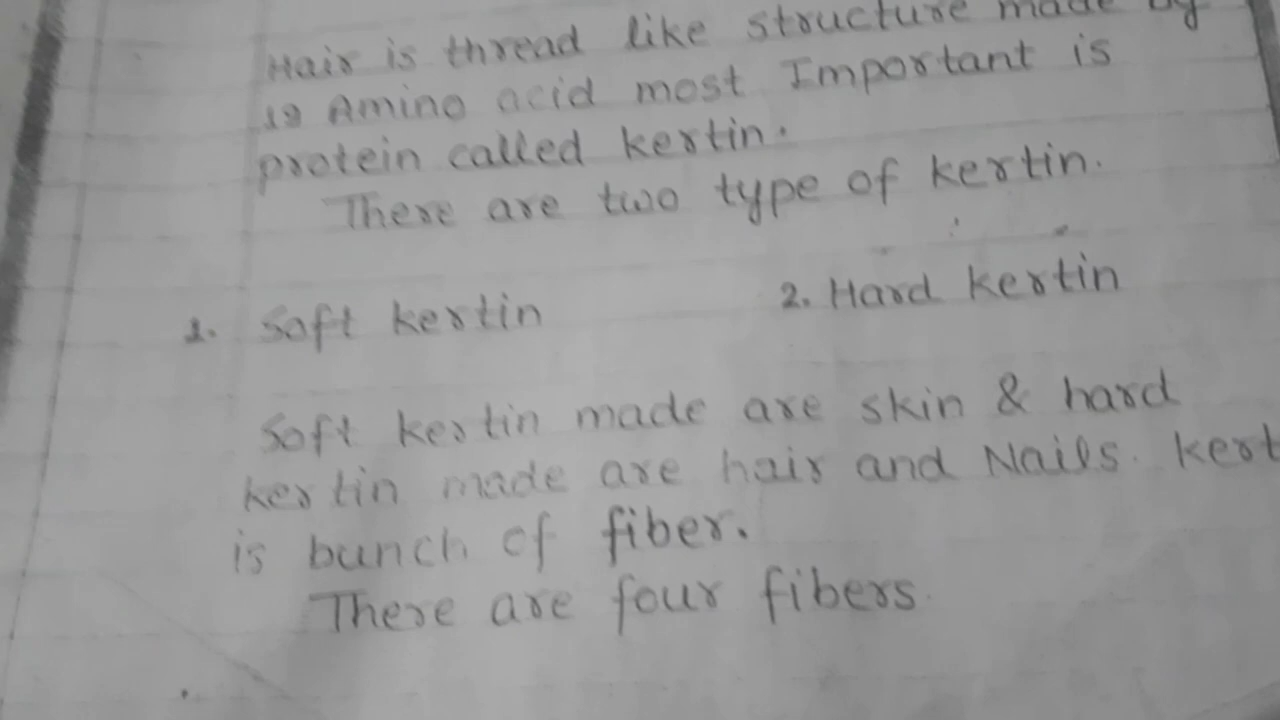 Hair is thread like structure made by
19 Amino acid most Important is
protein called kertin.
There are two type of kertin.
1. Soft kertin 2. Hard kertin
Soft kertin made are skin & hard
kertin made are hair and Nails. kert
is bunch of fiber.
There are four fibers